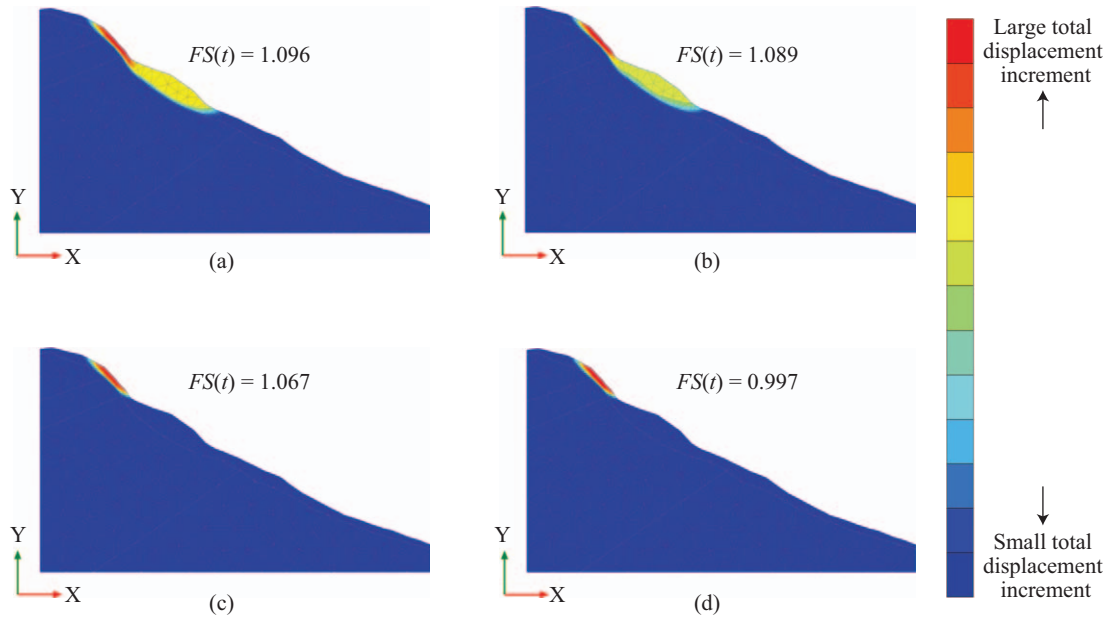 FS(t) = 1.096
Y
X
(a)
FS(t) = 1.089
Y
X
(b)
FS(t) = 1.067
Y
X
(c)
FS(t) = 0.997
Y
X
(d)
Large total
displacement
increment
Small total
displacement
increment